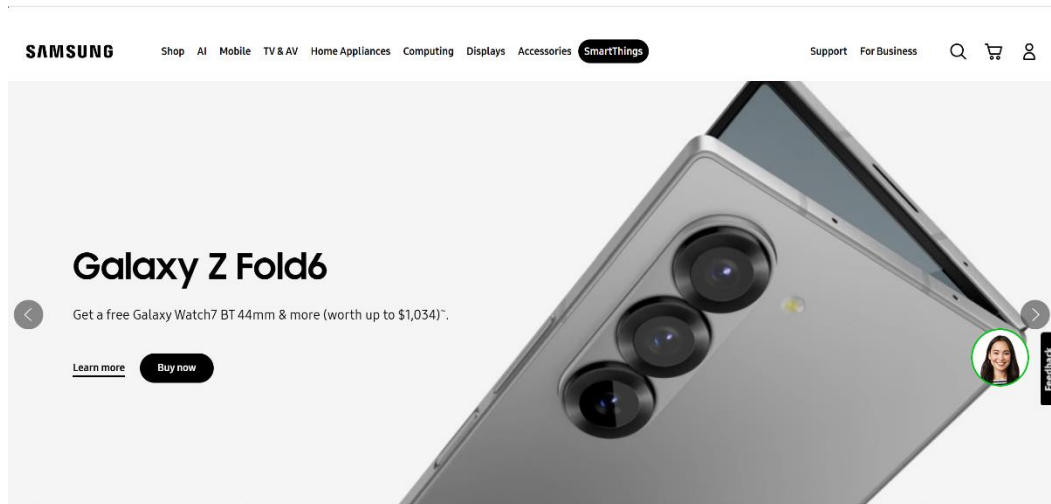 SAMSUNG Shop AI Mobile TV & AV Home Appliances Computing Displays Accessories SmartThings Support For Business
Galaxy Z Fold6
Get a free Galaxy Watch7 BT 44mm & more (worth up to $1,034)~.
Learn more Buy now
Feedback